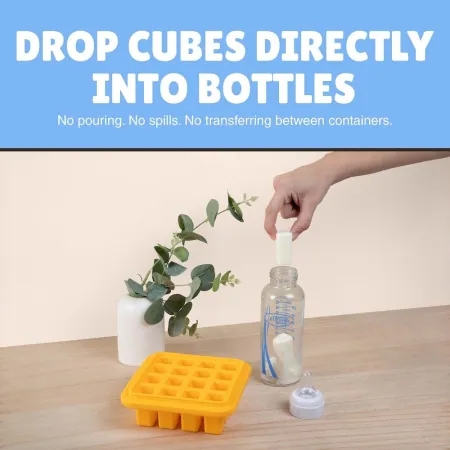 DROP CUBES DIRECTLY
INTO BOTTLES
No pouring. No spills. No transferring between containers.